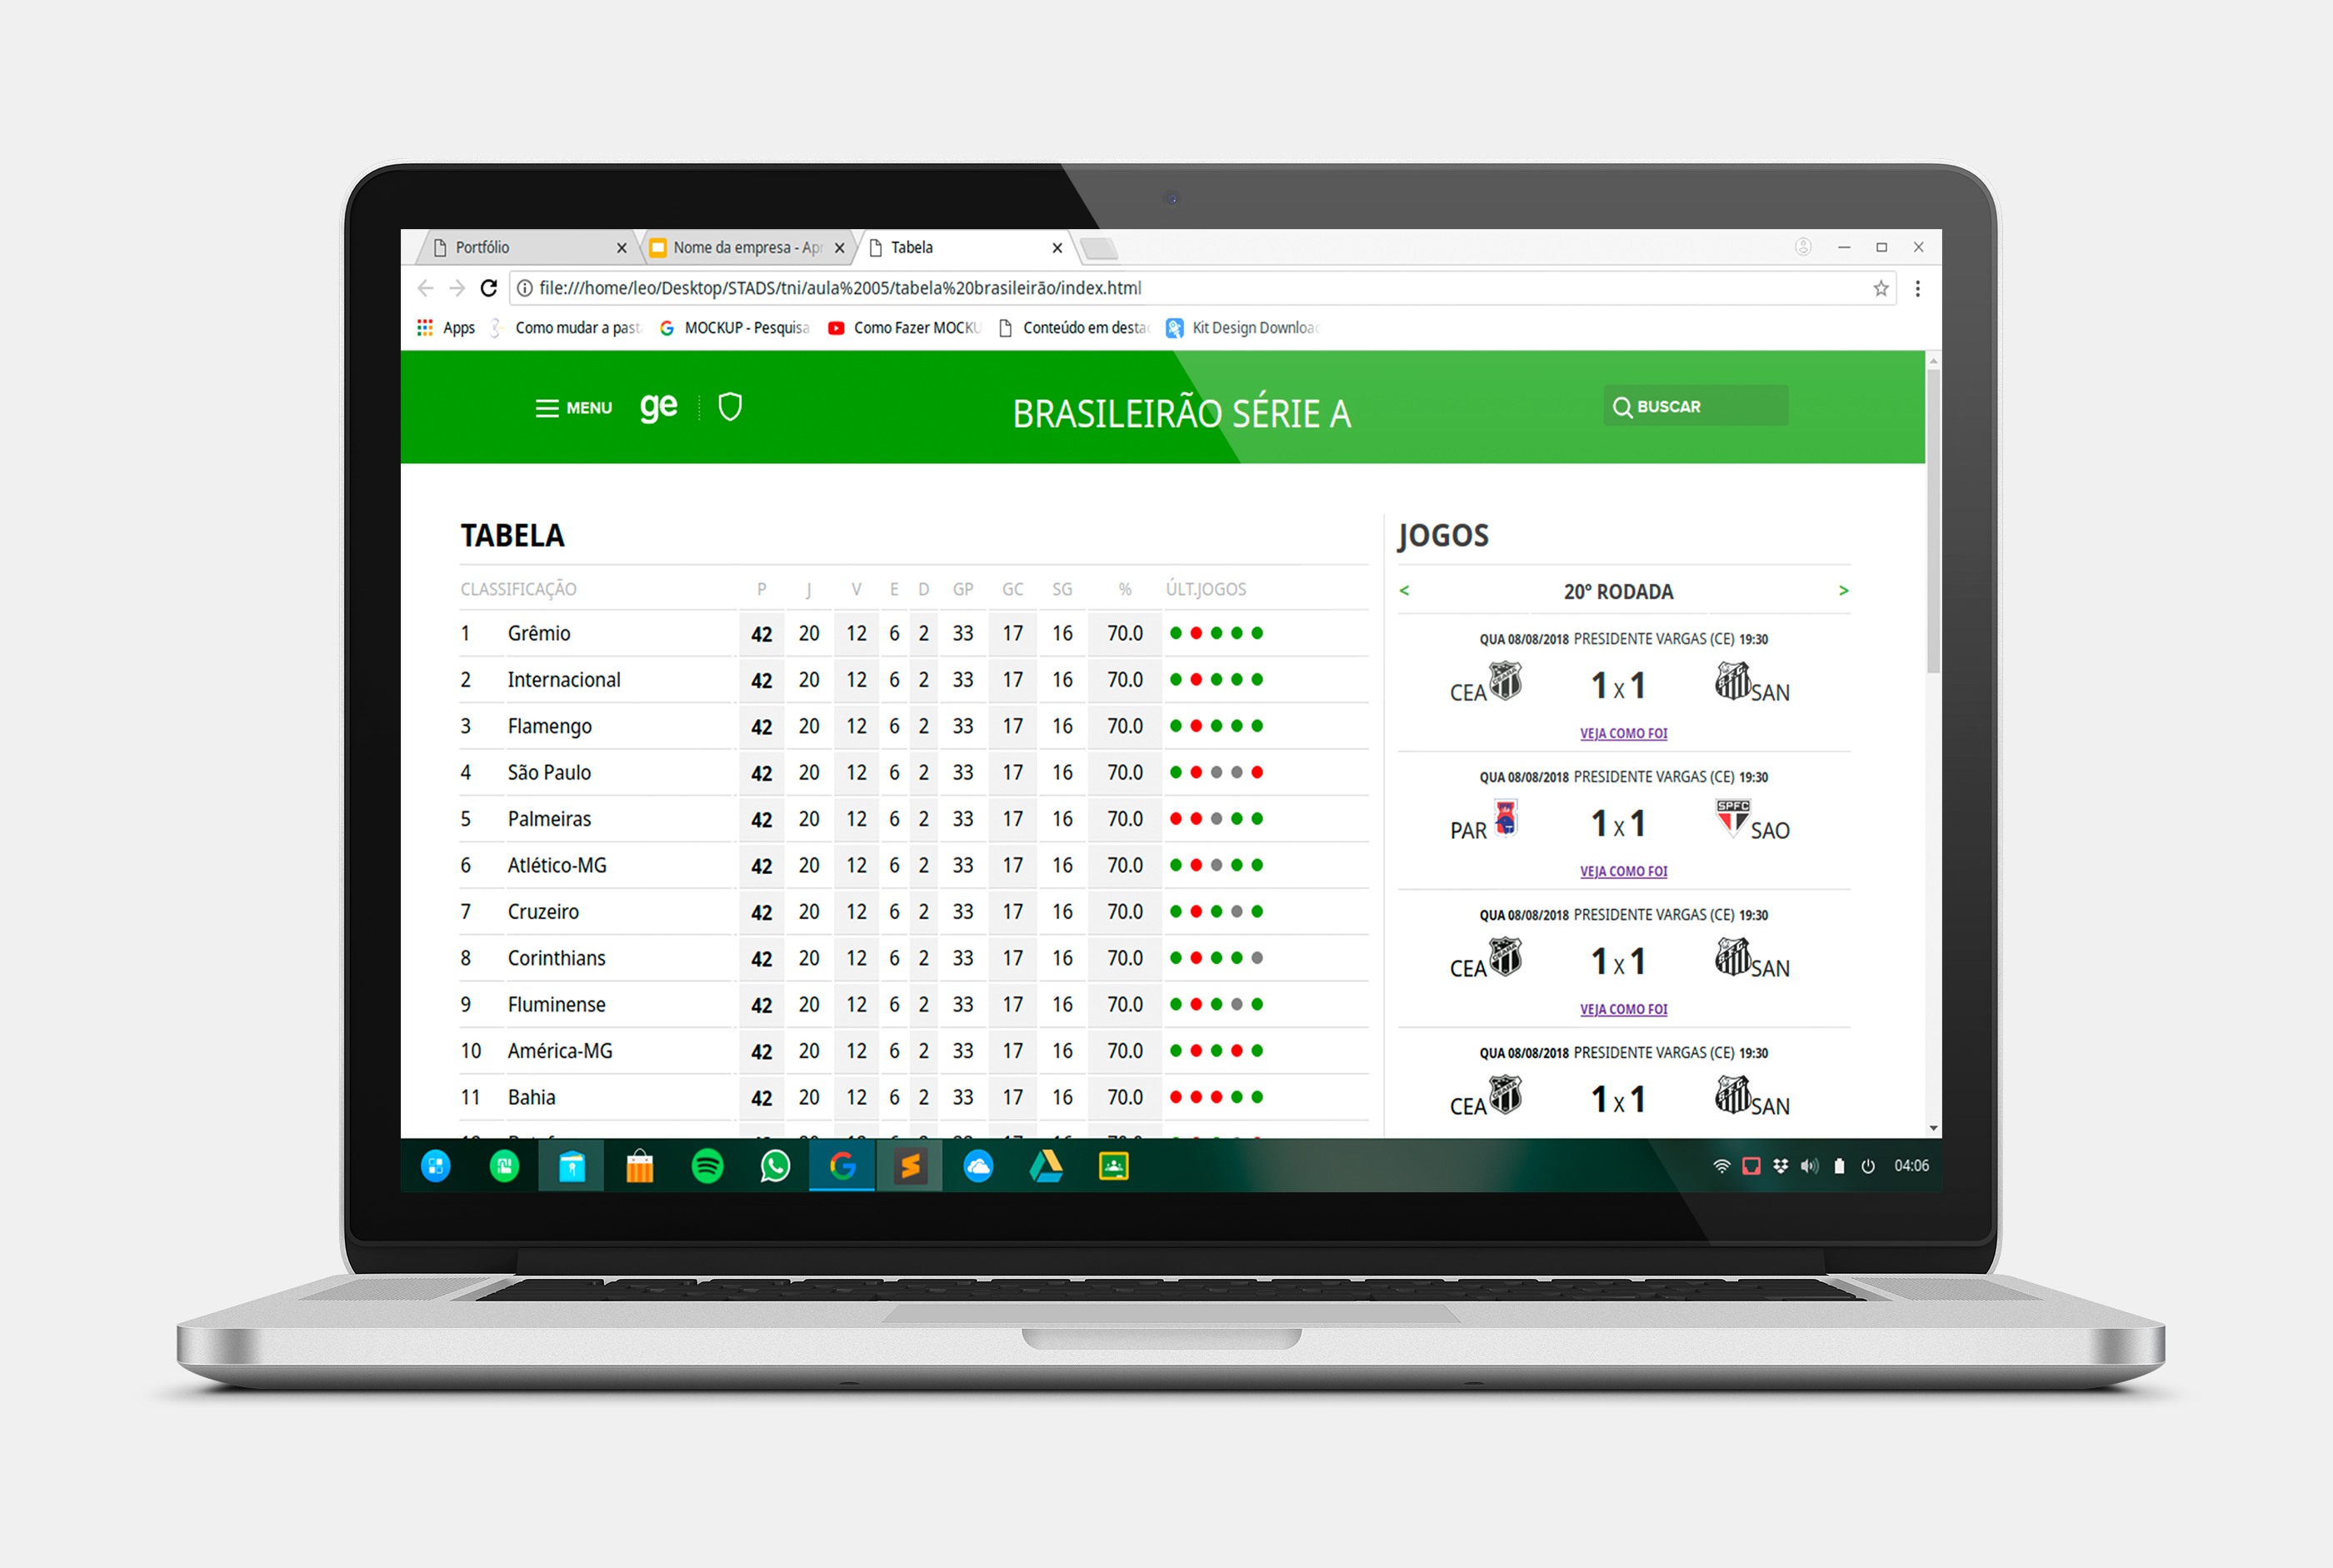 Portfólio
Nome da empresa - Apr
Tabela
file:///home/leo/Desktop/STADS/tni/aula%2005/tabela%20brasileirão/index.html
Apps
Como mudar a past
MOCKUP - Pesquisa
Como Fazer MOCKU
Conteúdo em desta
Kit Design Download
MENU
ge
BRASILEIRÃO SÉRIE A
BUSCAR
TABELA
CLASSIFICAÇÃO P J V E D GP GC SG % ÚLT.JOGOS
1 Grêmio 42 20 12 6 2 33 17 16 70.0
2 Internacional 42 20 12 6 2 33 17 16 70.0
3 Flamengo 42 20 12 6 2 33 17 16 70.0
4 São Paulo 42 20 12 6 2 33 17 16 70.0
5 Palmeiras 42 20 12 6 2 33 17 16 70.0
6 Atlético-MG 42 20 12 6 2 33 17 16 70.0
7 Cruzeiro 42 20 12 6 2 33 17 16 70.0
8 Corinthians 42 20 12 6 2 33 17 16 70.0
9 Fluminense 42 20 12 6 2 33 17 16 70.0
10 América-MG 42 20 12 6 2 33 17 16 70.0
11 Bahia 42 20 12 6 2 33 17 16 70.0
JOGOS
< 20º RODADA >
QUA 08/08/2018 PRESIDENTE VARGAS (CE) 19:30
CEA 1 X 1 SAN
VEJA COMO FOI
QUA 08/08/2018 PRESIDENTE VARGAS (CE) 19:30
PAR 1 X 1 SPFC SAO
VEJA COMO FOI
QUA 08/08/2018 PRESIDENTE VARGAS (CE) 19:30
CEA 1 X 1 SAN
VEJA COMO FOI
QUA 08/08/2018 PRESIDENTE VARGAS (CE) 19:30
CEA 1 X 1 SAN
04:06